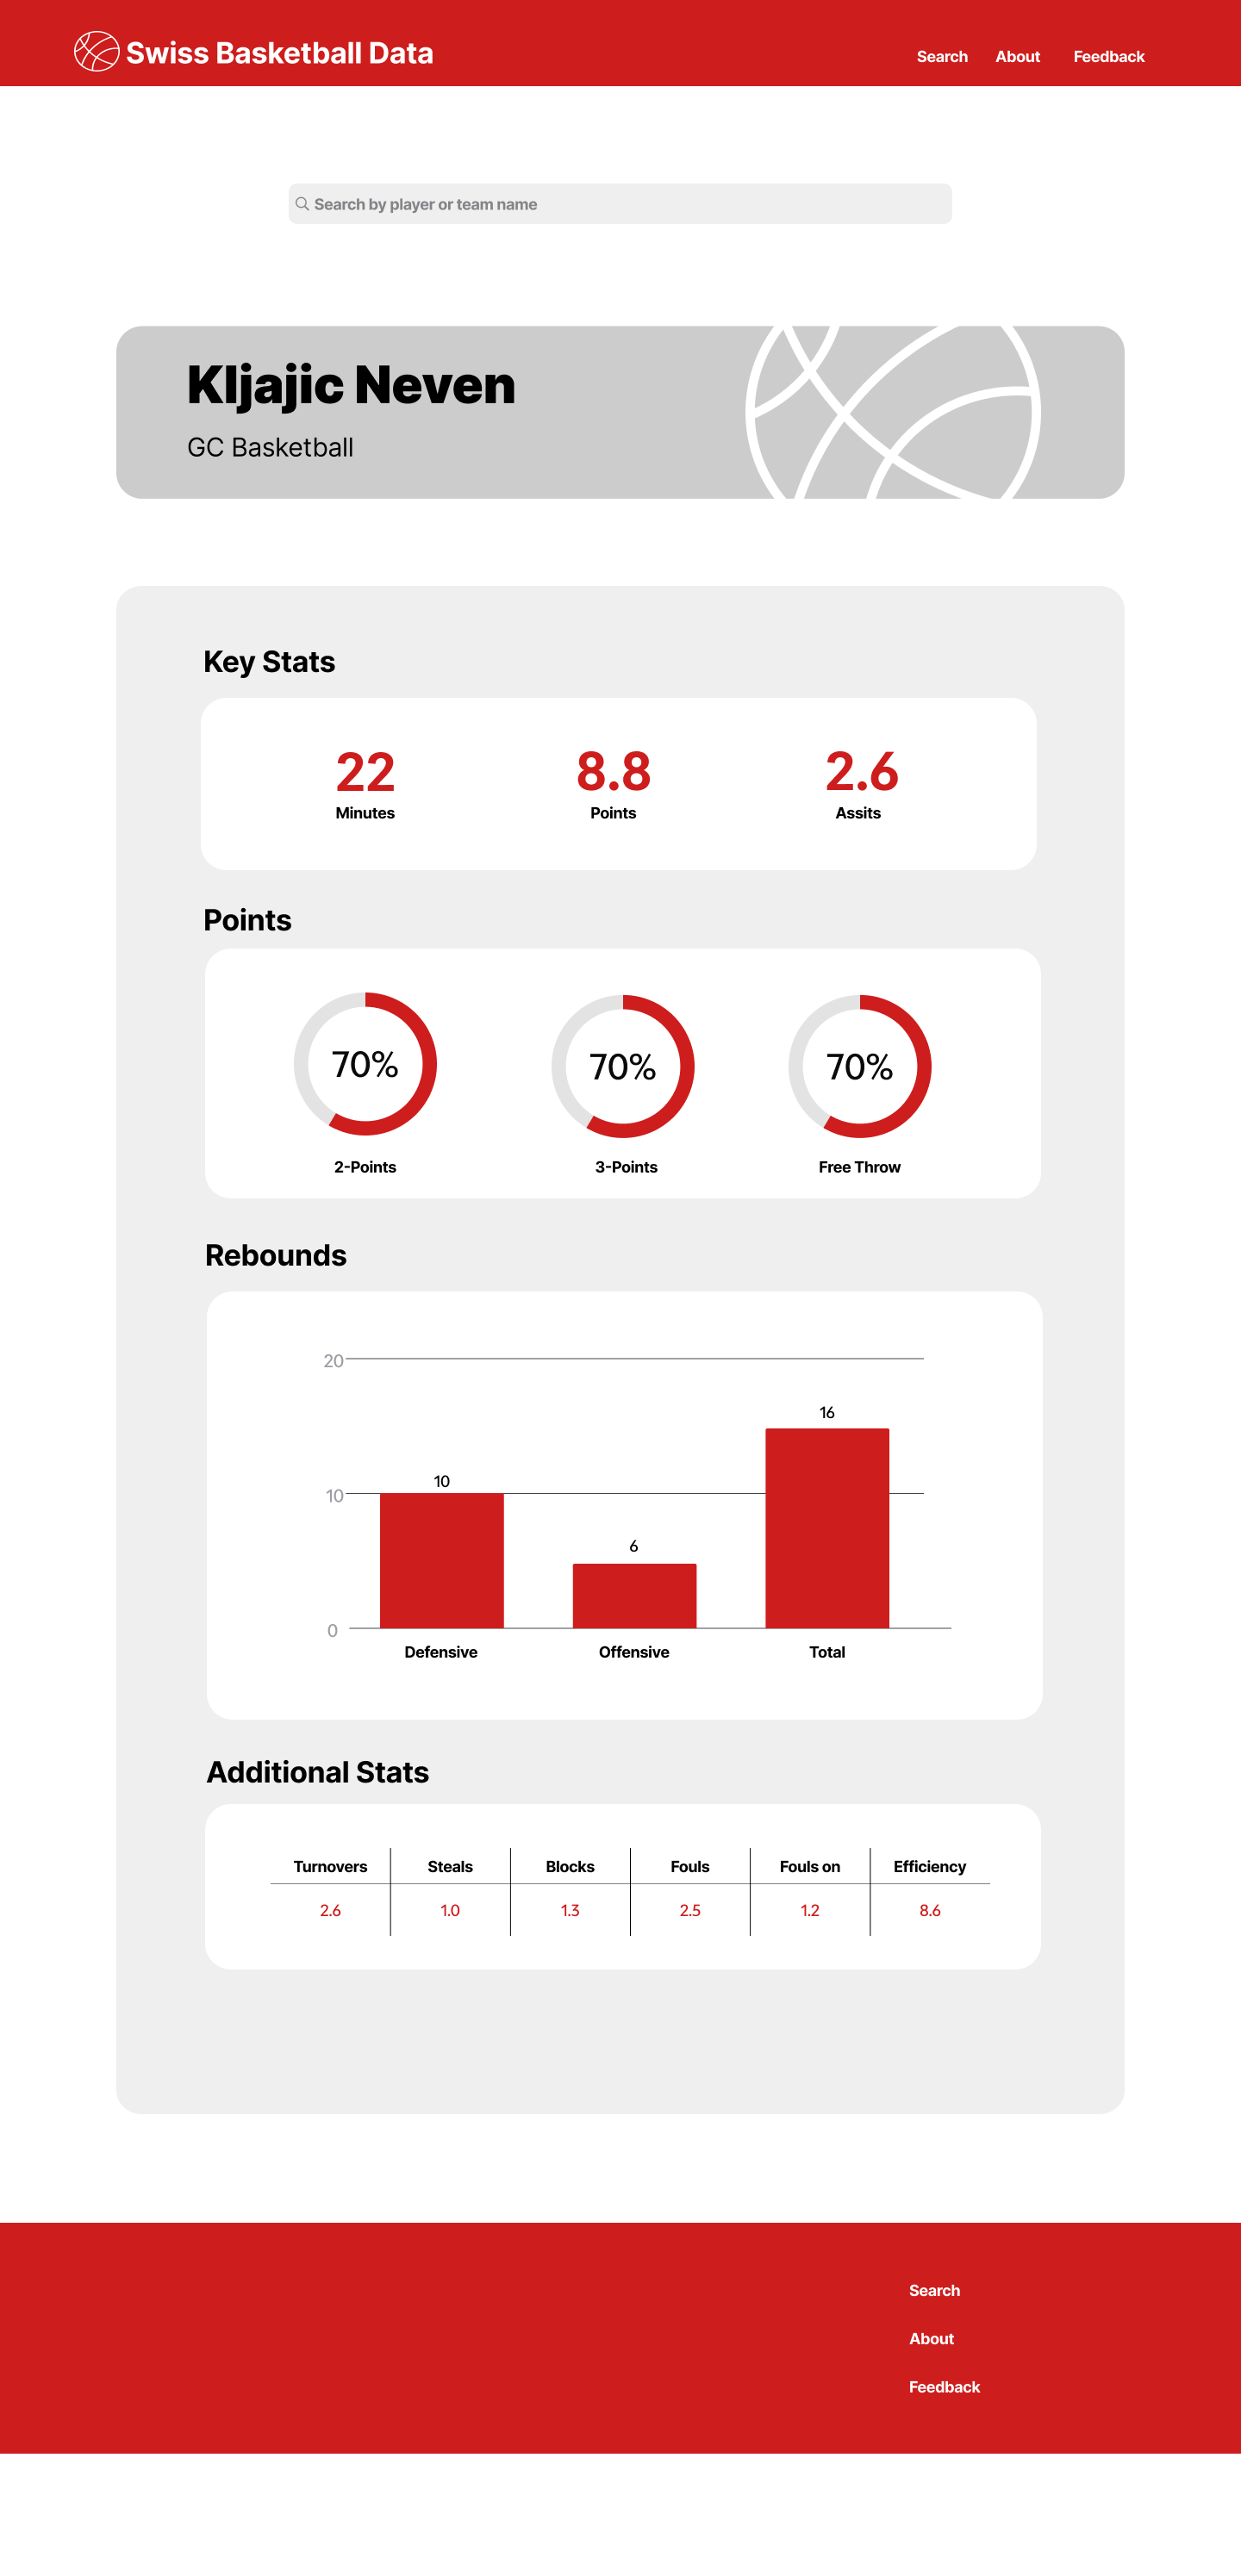 Swiss Basketball Data
Search
About
Feedback
Search by player or team name
Kljajic Neven
GC Basketball
Key Stats
22
8.8
2.6
Minutes
Points
Assits
Points
70%
70%
70%
2-Points
3-Points
Free Throw
Rebounds
20
16
10
10
6
0
Defensive
Offensive
Total
Additional Stats
Turnovers
Steals
Blocks
Fouls
Fouls on
Efficiency
2.6
1.0
1.3
2.5
1.2
8.6
Search
About
Feedback